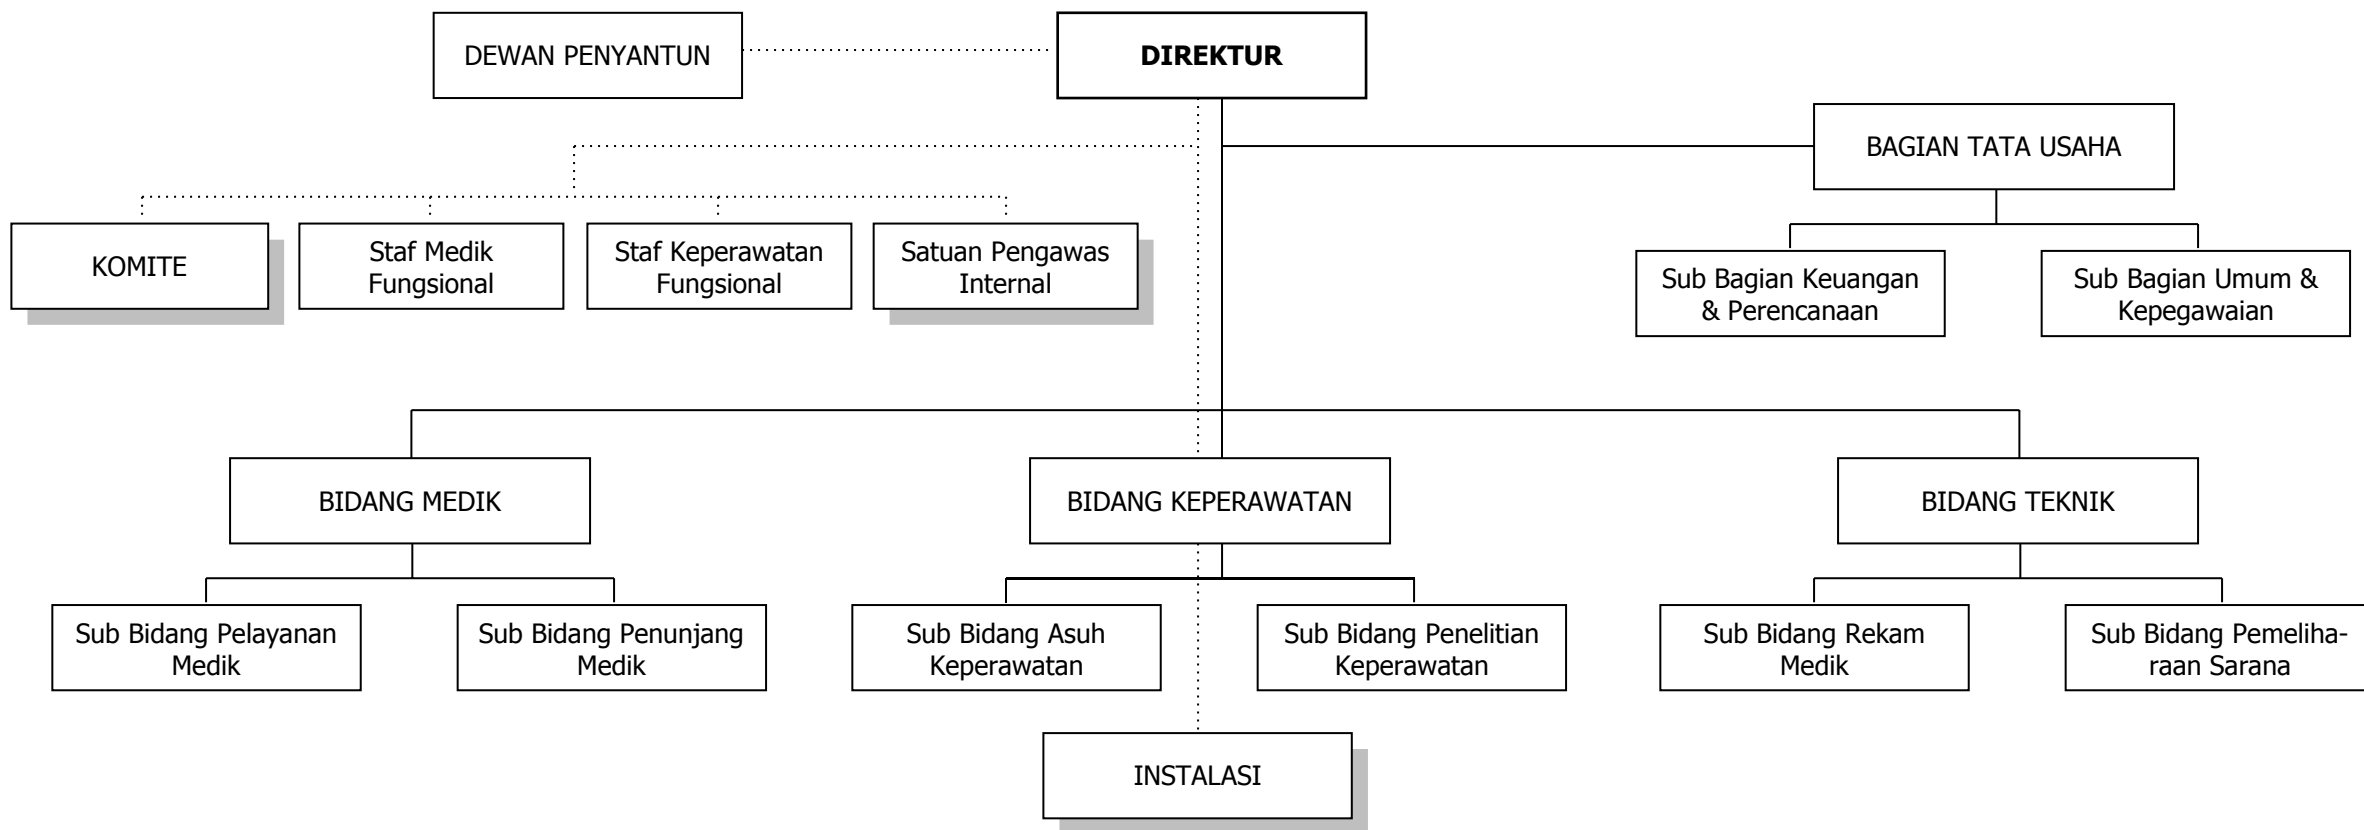 DEWAN PENYANTUN
DIREKTUR
BAGIAN TATA USAHA
KOMITE
Staf Medik
Fungsional
Staf Keperawatan
Fungsional
Satuan Pengawas
Internal
Sub Bagian Keuangan
& Perencanaan
Sub Bagian Umum &
Kepegawaian
BIDANG MEDIK
BIDANG KEPERAWATAN
BIDANG TEKNIK
Sub Bidang Pelayanan
Medik
Sub Bidang Penunjang
Medik
Sub Bidang Asuh
Keperawatan
Sub Bidang Penelitian
Keperawatan
Sub Bidang Rekam
Medik
Sub Bidang Pemeliha-
raan Sarana
INSTALASI